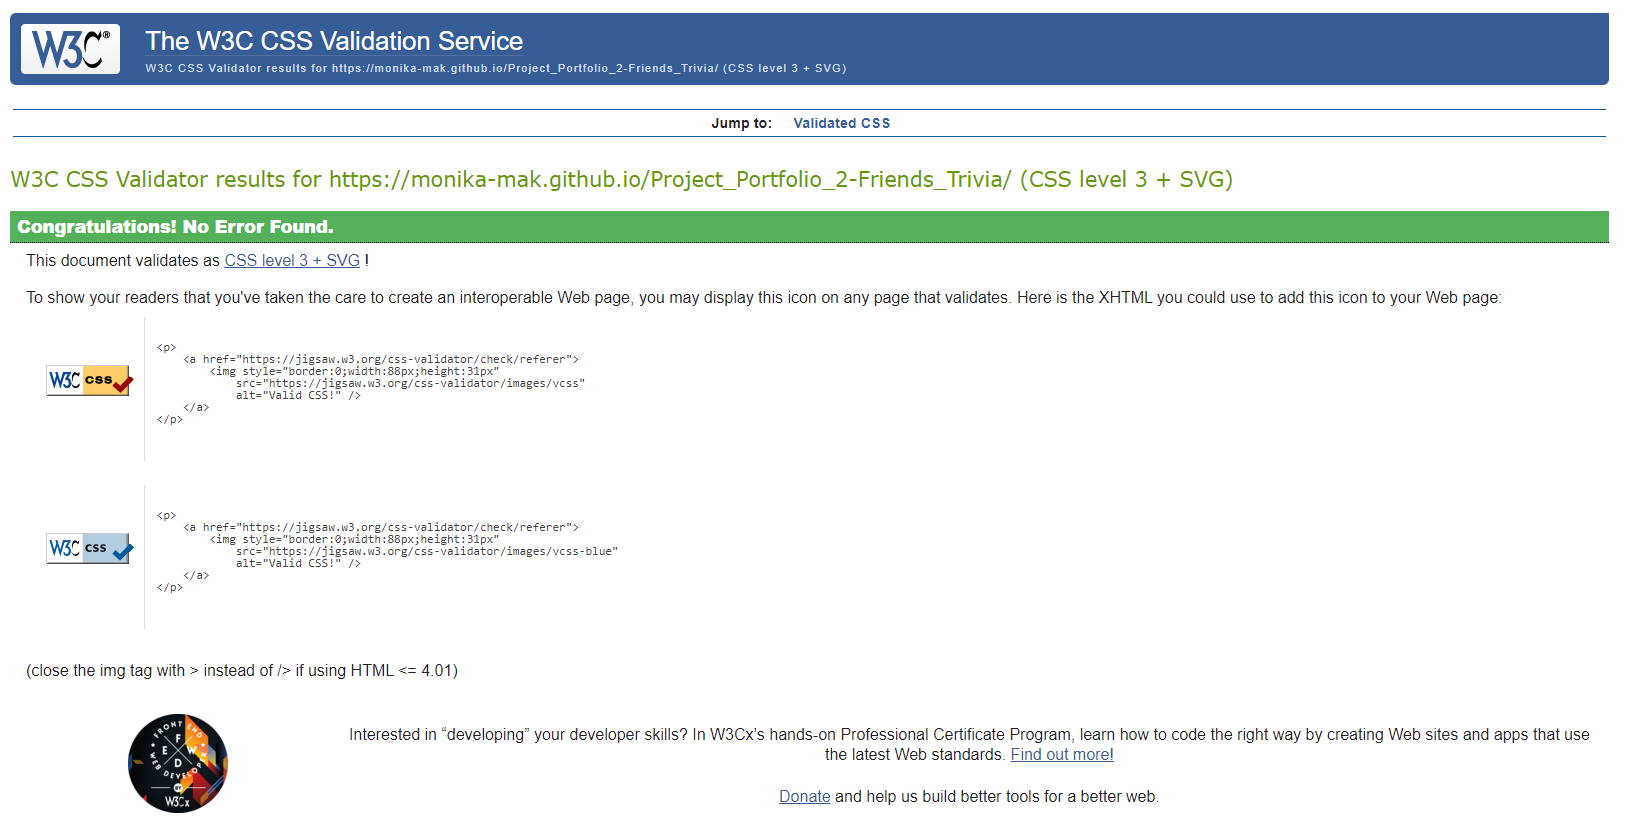 W3C®
The W3C CSS Validation Service
W3C CSS Validator results for https://monika-mak.github.io/Project_Portfolio_2-Friends_Trivia/ (CSS level 3 + SVG)
Jump to: Validated CSS
W3C CSS Validator results for https://monika-mak.github.io/Project_Portfolio_2-Friends_Trivia/ (CSS level 3 + SVG)
Congratulations! No Error Found.
This document validates as CSS level 3 + SVG !
To show your readers that you've taken the care to create an interoperable Web page, you may display this icon on any page that validates. Here is the XHTML you could use to add this icon to your Web page:
W3C css
<p>
<a href="https://jigsaw.w3.org/css-validator/check/referer">
<img style="border:0;width:88px;height:31px"
src="https://jigsaw.w3.org/css-validator/images/vcss"
alt="Valid CSS!" />
</a>
</p>
W3C css
<p>
<a href="https://jigsaw.w3.org/css-validator/check/referer">
<img style="border:0;width:88px;height:31px"
src="https://jigsaw.w3.org/css-validator/images/vcss-blue"
alt="Valid CSS!" />
</a>
</p>
(close the img tag with > instead of /> if using HTML <= 4.01)
FRONT END
F
E W
D
WEB DEVELOPER
BY
W3Cx
Interested in “developing” your developer skills? In W3Cx’s hands-on Professional Certificate Program, learn how to code the right way by creating Web sites and apps that use
the latest Web standards. Find out more!
Donate and help us build better tools for a better web.